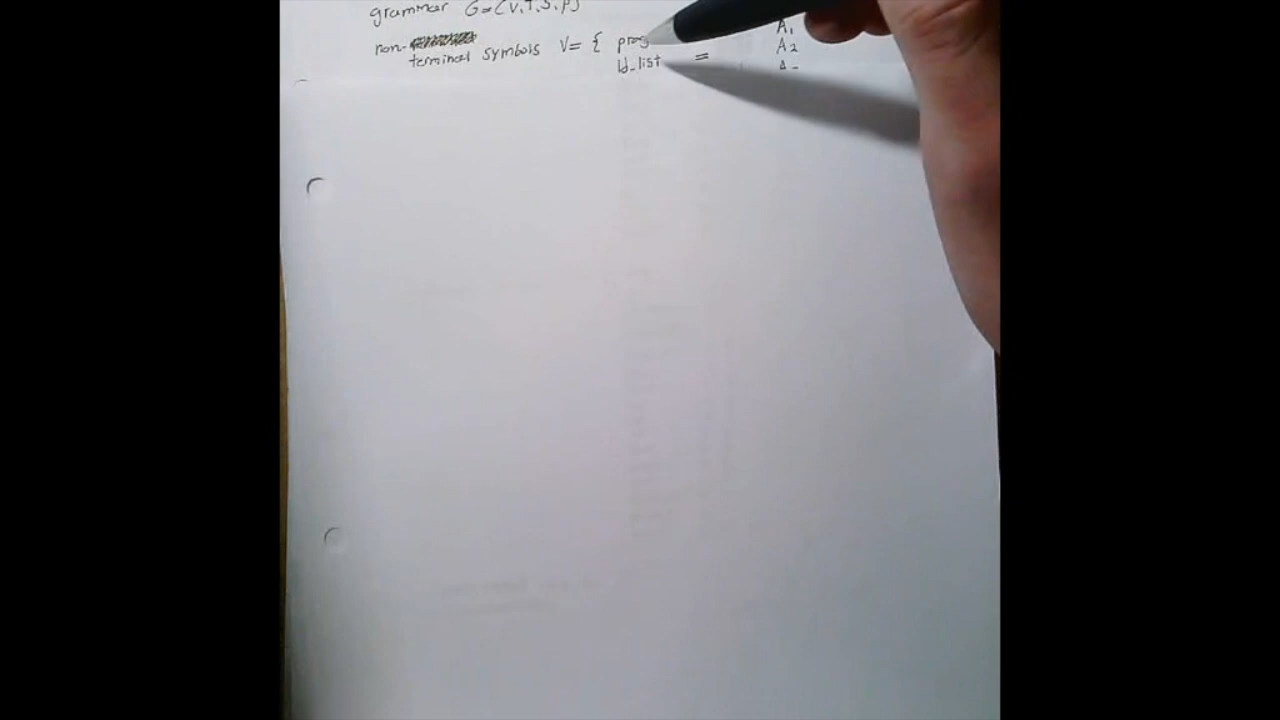 grammar G=(V,T,S,P)
non-terminal symbols V= { prog A1
Id_list = A2